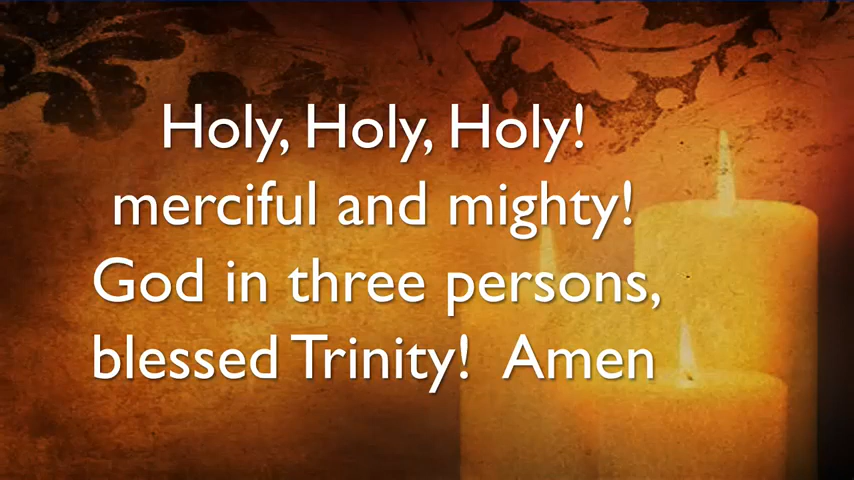 Holy, Holy, Holy!
merciful and mighty!
God in three persons,
blessed Trinity! Amen